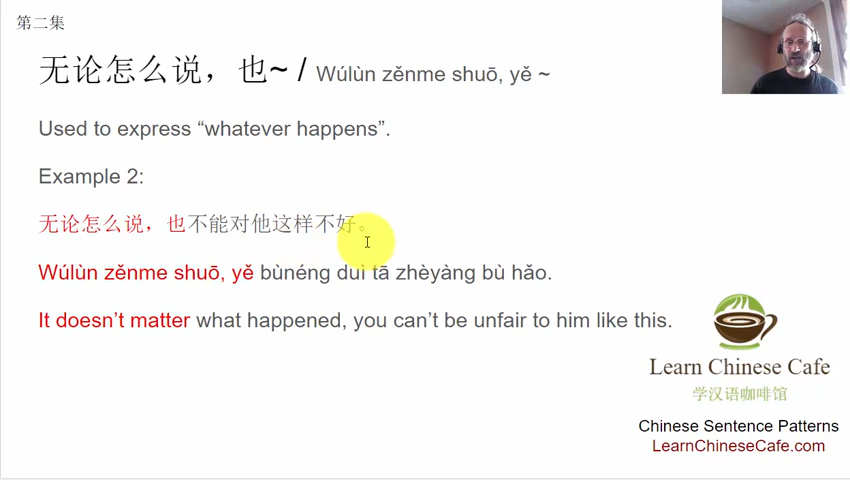 第二集
无论怎么说，也~ / Wúlùn zěnme shuō, yě ~
Used to express “whatever happens”.
Example 2:
无论怎么说，也不能对他这样不好。
Wúlùn zěnme shuō, yě bùnéng duì tā zhèyàng bù hǎo.
It doesn’t matter what happened, you can’t be unfair to him like this.
Learn Chinese Cafe
学汉语咖啡馆
Chinese Sentence Patterns
LearnChineseCafe.com